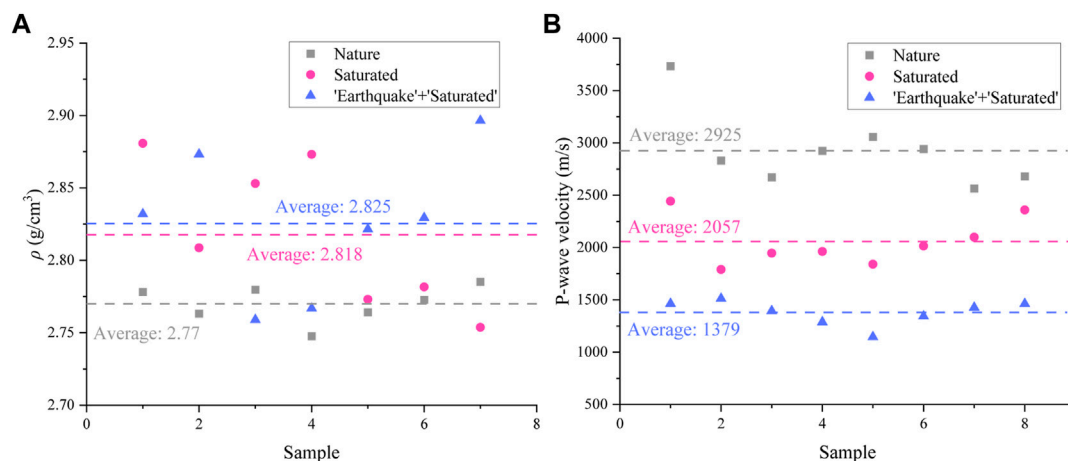 A
2.95
2.90
2.85
2.80
2.75
2.70
ρ (g/cm³)
Nature
Saturated
'Earthquake'+'Saturated'
Average: 2.825
Average: 2.818
Average: 2.77
0
2
4
6
8
Sample
B
4000
3500
3000
2500
2000
1500
1000
500
P-wave velocity (m/s)
Nature
Saturated
'Earthquake'+'Saturated'
Average: 2925
Average: 2057
Average: 1379
0
2
4
6
8
Sample